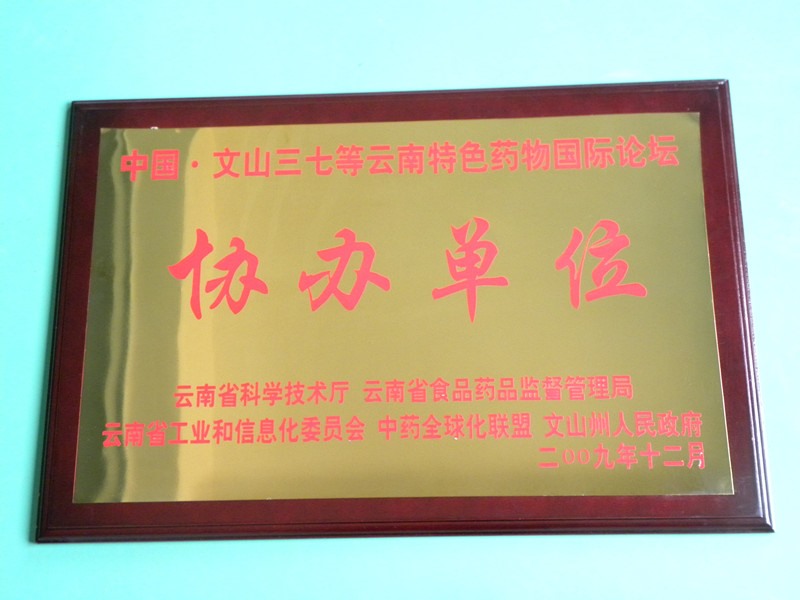 中国·文山三七等云南特色药物国际论坛
协办单位
云南省科学技术厅 云南省食品药品监督管理局
云南省工业和信息化委员会 中药全球化联盟 文山州人民政府
二00九年十二月